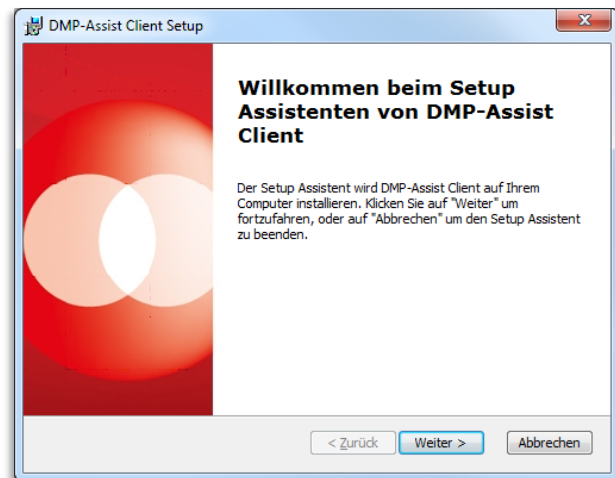 DMP-Assist Client Setup
Willkommen beim Setup
Assistenten von DMP-Assist
Client
Der Setup Assistent wird DMP-Assist Client auf Ihrem
Computer installieren. Klicken Sie auf "Weiter" um
fortzufahren, oder auf "Abbrechen" um den Setup Assistent
zu beenden.
< Zurück Weiter > Abbrechen